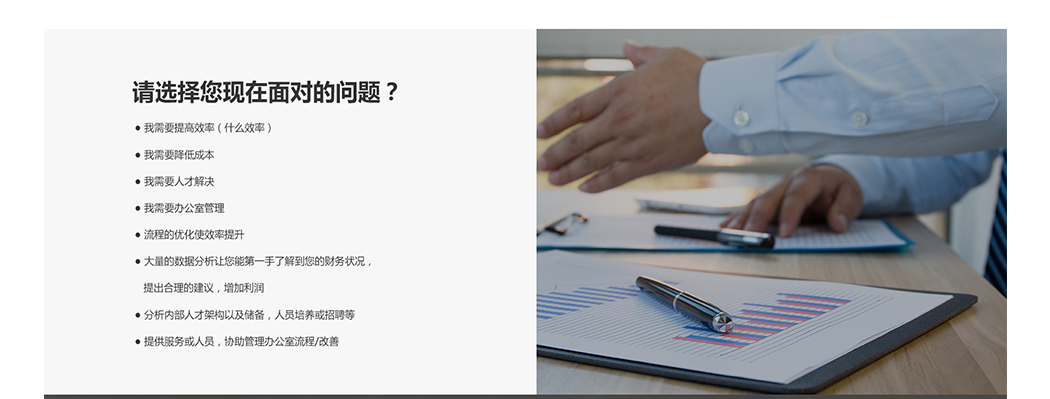 请选择您现在面对的问题？
● 我需要提高效率（什么效率）
● 我需要降低成本
● 我需要人才解决
● 我需要办公室管理
● 流程的优化使效率提升
● 大量的数据分析让您能第一手了解到您的财务状况，
提出合理的建议，增加利润
● 分析内部人才架构以及储备，人员培养或招聘等
● 提供服务或人员，协助管理办公室流程/改善